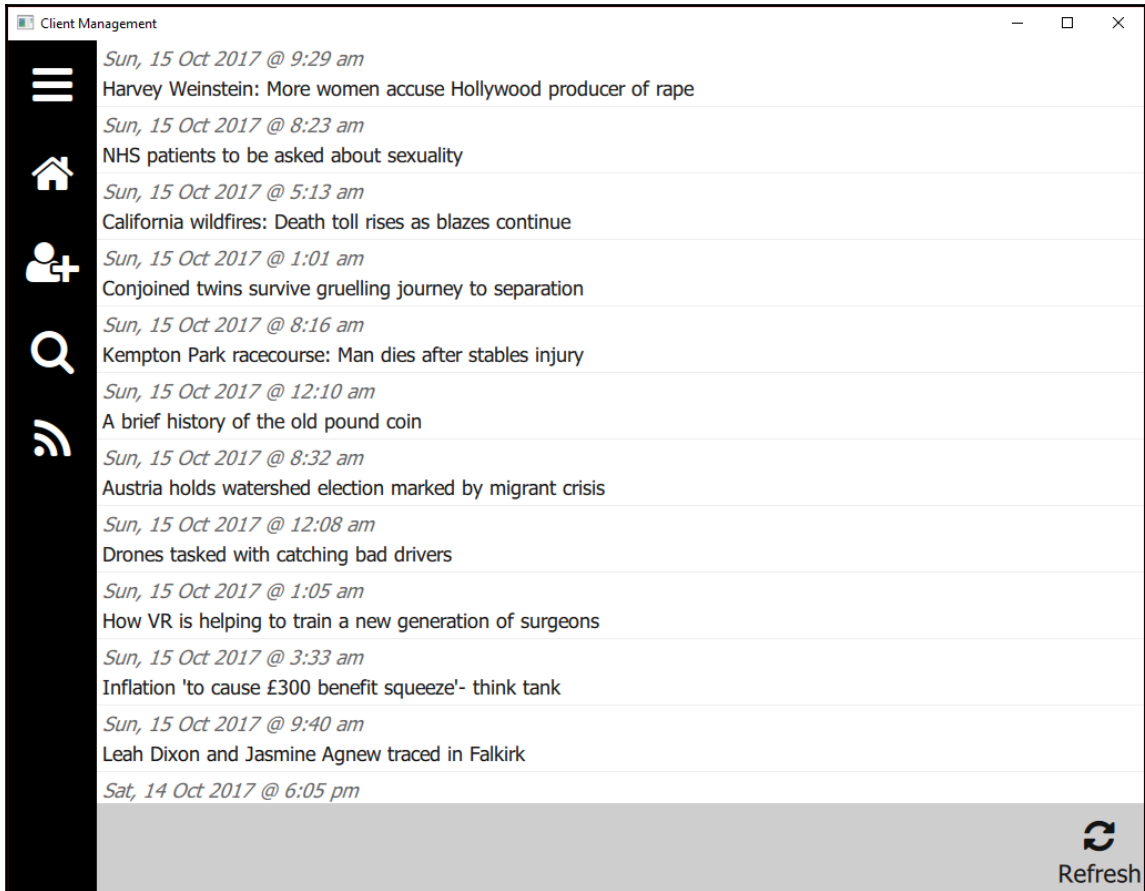 Client Management
Sun, 15 Oct 2017 @ 9:29 am
Harvey Weinstein: More women accuse Hollywood producer of rape
Sun, 15 Oct 2017 @ 8:23 am
NHS patients to be asked about sexuality
Sun, 15 Oct 2017 @ 5:13 am
California wildfires: Death toll rises as blazes continue
Sun, 15 Oct 2017 @ 1:01 am
Conjoined twins survive gruelling journey to separation
Sun, 15 Oct 2017 @ 8:16 am
Kempton Park racecourse: Man dies after stables injury
Sun, 15 Oct 2017 @ 12:10 am
A brief history of the old pound coin
Sun, 15 Oct 2017 @ 8:32 am
Austria holds watershed election marked by migrant crisis
Sun, 15 Oct 2017 @ 12:08 am
Drones tasked with catching bad drivers
Sun, 15 Oct 2017 @ 1:05 am
How VR is helping to train a new generation of surgeons
Sun, 15 Oct 2017 @ 3:33 am
Inflation 'to cause £300 benefit squeeze'- think tank
Sun, 15 Oct 2017 @ 9:40 am
Leah Dixon and Jasmine Agnew traced in Falkirk
Sat, 14 Oct 2017 @ 6:05 pm
Refresh